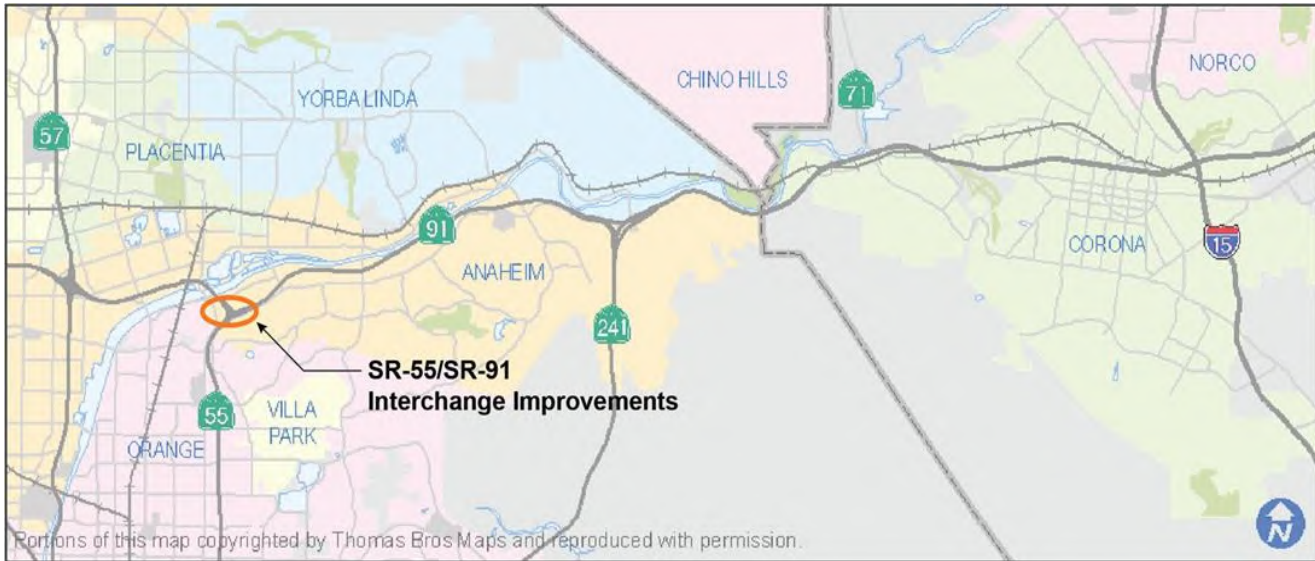 CHINO HILLS
NORCO
71
YORBA LINDA
57
PLACENTIA
91
ANAHEIM
CORONA
15
241
SR-55/SR-91
Interchange Improvements
55
VILLA
PARK
ORANGE
N
Portions of this map copyrighted by Thomas Bros Maps and reproduced with permission.